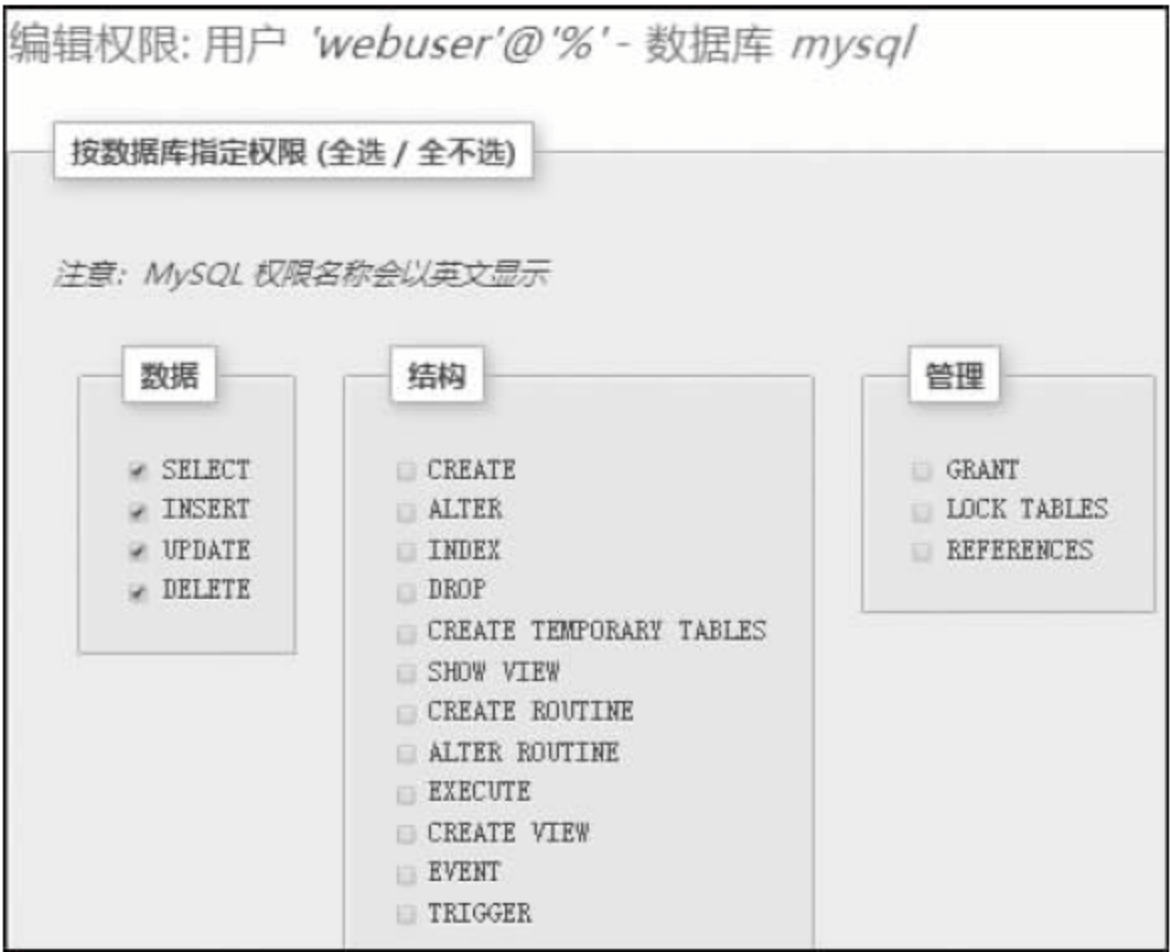 编辑权限: 用户 'webuser'@'%' - 数据库 mysql
按数据库指定权限 (全选 / 全不选)
注意：MySQL 权限名称会以英文显示
数据
SELECT
INSERT
UPDATE
DELETE
结构
CREATE
ALTER
INDEX
DROP
CREATE TEMPORARY TABLES
SHOW VIEW
CREATE ROUTINE
ALTER ROUTINE
EXECUTE
CREATE VIEW
EVENT
TRIGGER
管理
GRANT
LOCK TABLES
REFERENCES